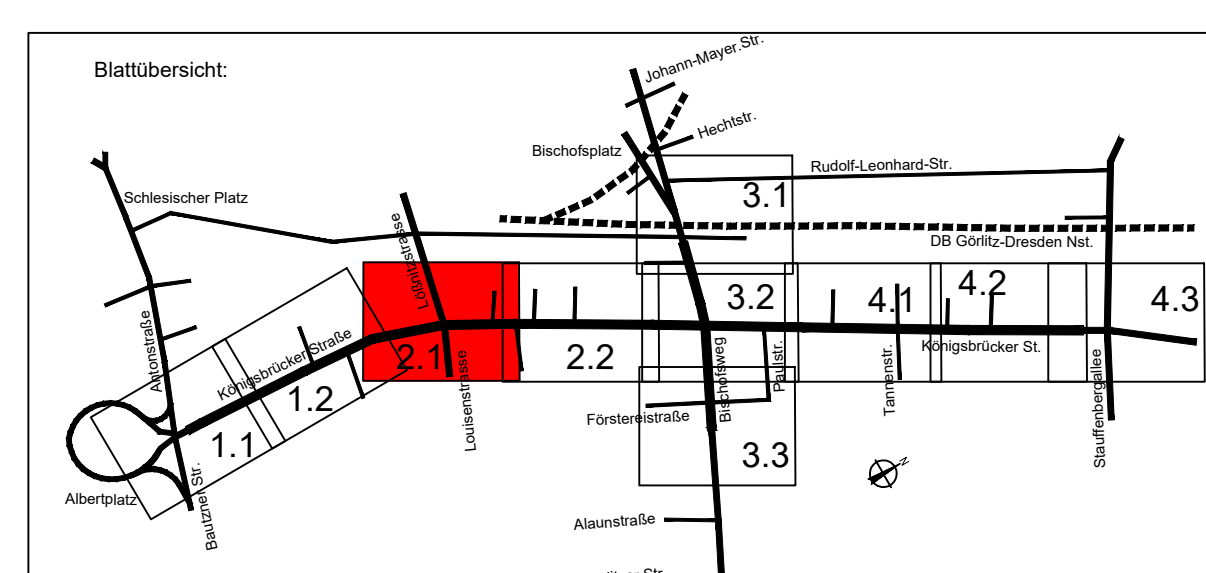 Blattübersicht:
Johann-Mayer.Str.
Hechtstr.
Bischofsplatz
Rudolf-Leonhard-Str.
Schlesischer Platz
3.1
Lößnitzstrasse
DB Görlitz-Dresden Nst.
Antonstraße
Königsbrücker Straße
2.1
2.2
3.2
4.1
4.2
4.3
Königsbrücker St.
1.2
1.1
Louisenstrasse
Bischofsweg
Paulstr.
Tannenstr.
Stauffenbergallee
Förstereistraße
3.3
N
Albertplatz
Bautzner Str.
Alaunstraße